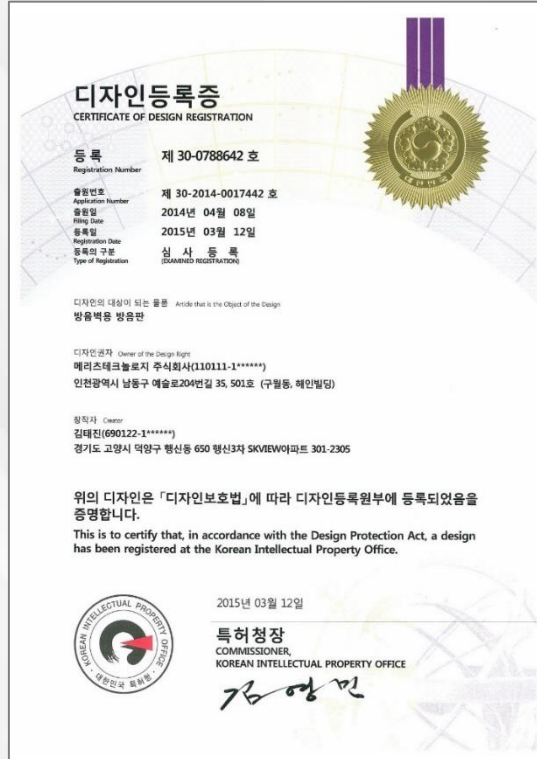 디자인등록증
CERTIFICATE OF DESIGN REGISTRATION
등록 제 30-0788642 호
Registration Number
출원번호 제 30-2014-0017442 호
Application Number
출원일 2014년 04월 08일
Filing Date
등록일 2015년 03월 12일
Registration Date
등록의 구분 심 사 등 록
Type of Registration (EXAMINED REGISTRATION)
디자인의 대상이 되는 물품 Article that is the Object of the Design
방음벽용 방음판
디자인권자 Owner of the Design Right
메리츠테크놀로지 주식회사(110111-1******)
인천광역시 남동구 예술로204번길 35, 501호 (구월동, 해인빌딩)
창작자 Creator
김태진(690122-1******)
경기도 고양시 덕양구 행신동 650 행신3차 SKVIEW아파트 301-2305
위의 디자인은 「디자인보호법」에 따라 디자인등록원부에 등록되었음을
증명합니다.
This is to certify that, in accordance with the Design Protection Act, a design
has been registered at the Korean Intellectual Property Office.
2015년 03월 12일
특허청장
COMMISSIONER,
KOREAN INTELLECTUAL PROPERTY OFFICE
김영민
KOREAN INTELLECTUAL PROPERTY OFFICE
대한민국 특허청
대한민국